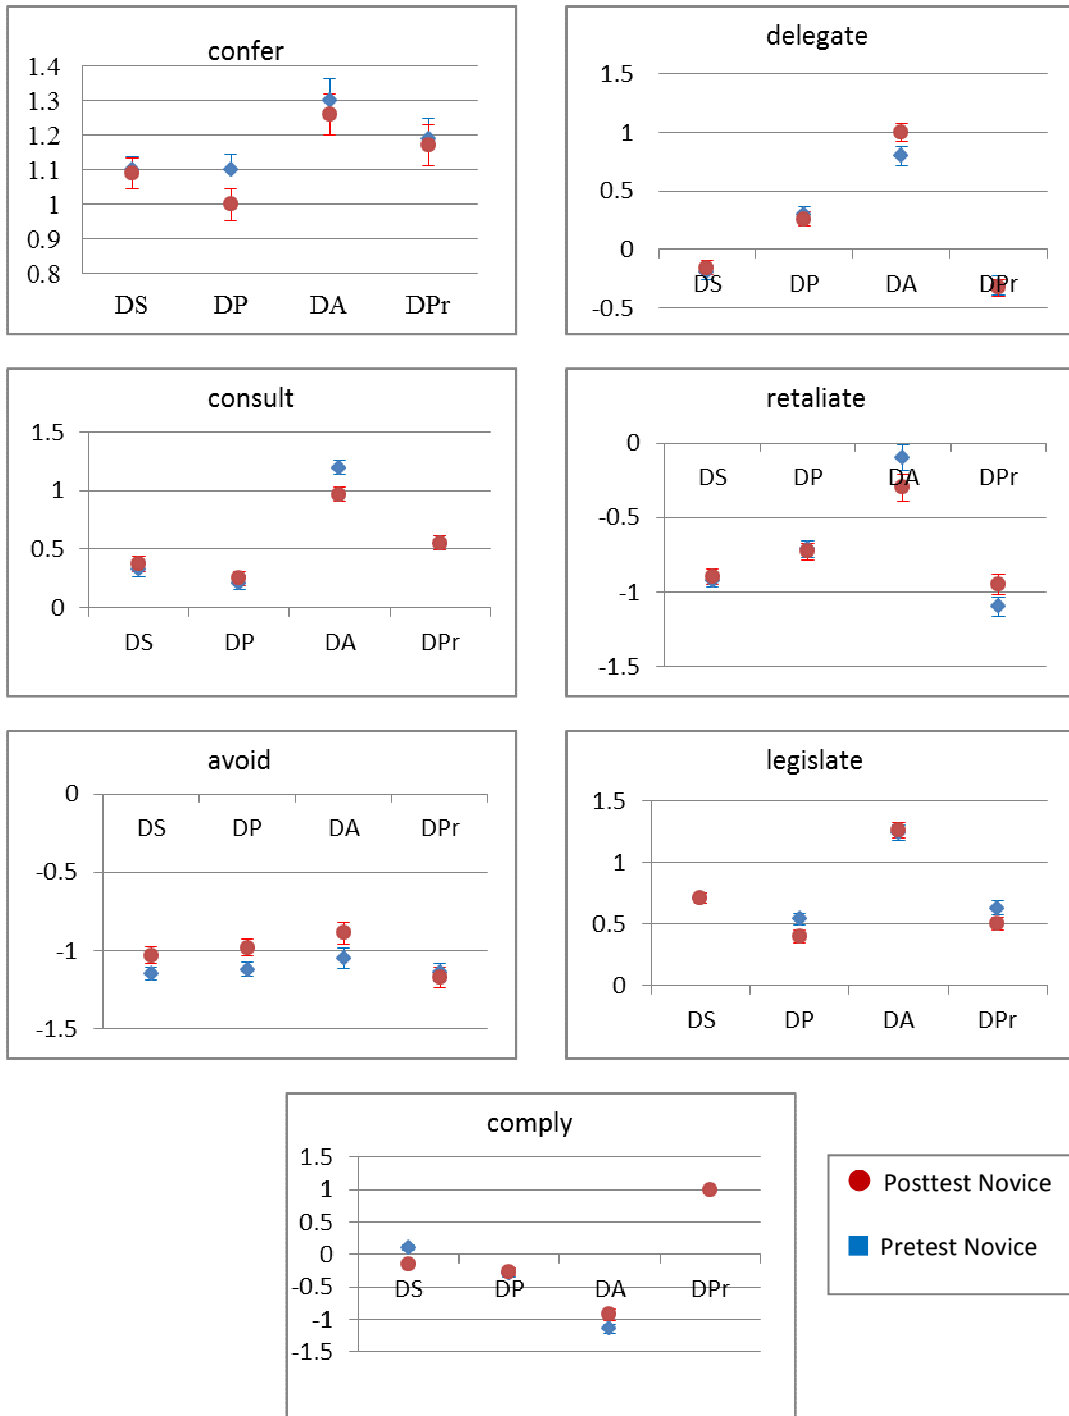 confer
1.4
1.3
1.2
1.1
1
0.9
0.8
DS DP DA DPr
delegate
1.5
1
0.5
0
-0.5
DS DP DA DPr
consult
1.5
1
0.5
0
DS DP DA DPr
retaliate
0
-0.5
-1
-1.5
DS DP DA DPr
avoid
0
-0.5
-1
-1.5
DS DP DA DPr
legislate
1.5
1
0.5
0
DS DP DA DPr
comply
1.5
1
0.5
0
-0.5
-1
-1.5
DS DP DA DPr
Posttest Novice
Pretest Novice